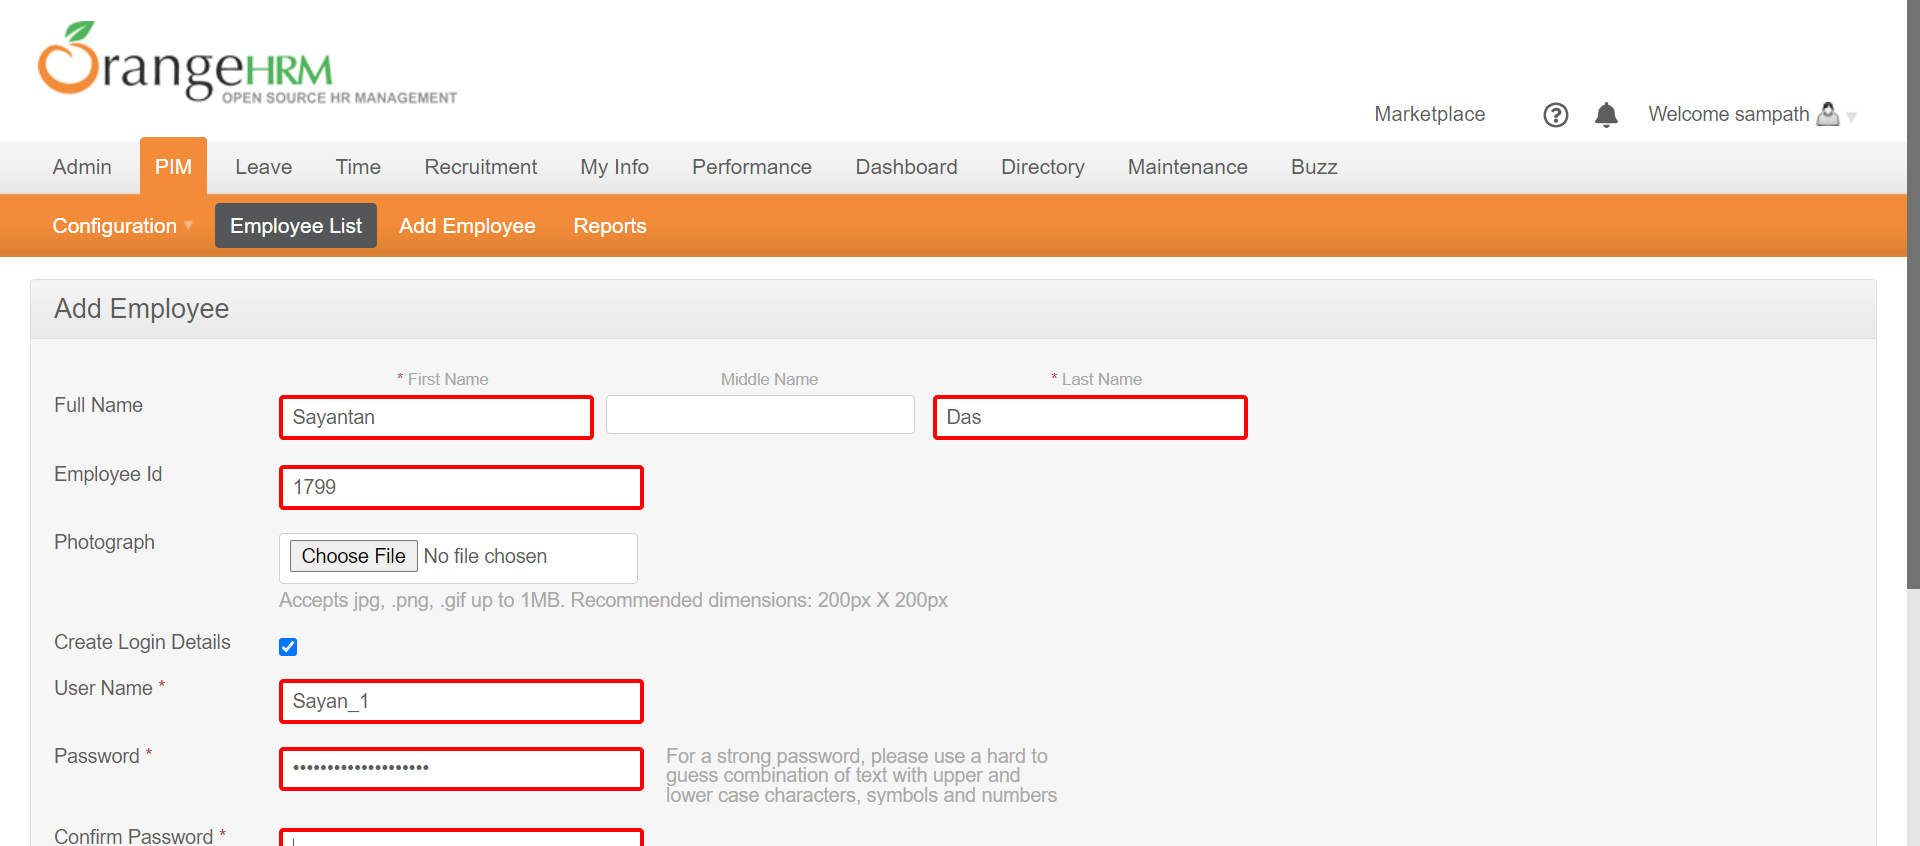 OrangeHRM
OPEN SOURCE HR MANAGEMENT
Marketplace ? Welcome sampath
Admin PIM Leave Time Recruitment My Info Performance Dashboard Directory Maintenance Buzz
Configuration Employee List Add Employee Reports
Add Employee
* First Name Middle Name * Last Name
Full Name Sayantan Das
Employee Id 1799
Photograph Choose File No file chosen
Accepts jpg, .png, .gif up to 1MB. Recommended dimensions: 200px X 200px
Create Login Details
User Name * Sayan_1
Password * •••••••••••••••••••• For a strong password, please use a hard to
guess combination of text with upper and
lower case characters, symbols and numbers
Confirm Password *